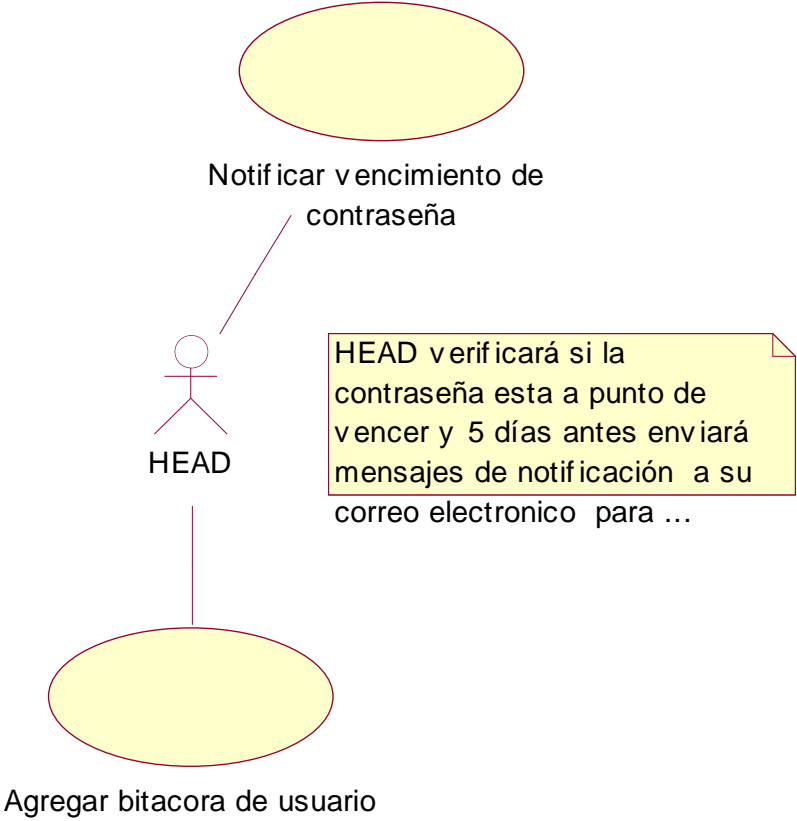 Notificar vencimiento de
contraseña
HEAD verificará si la
contraseña esta a punto de
vencer y 5 días antes enviará
mensajes de notificación a su
correo electronico para ...
HEAD
Agregar bitacora de usuario